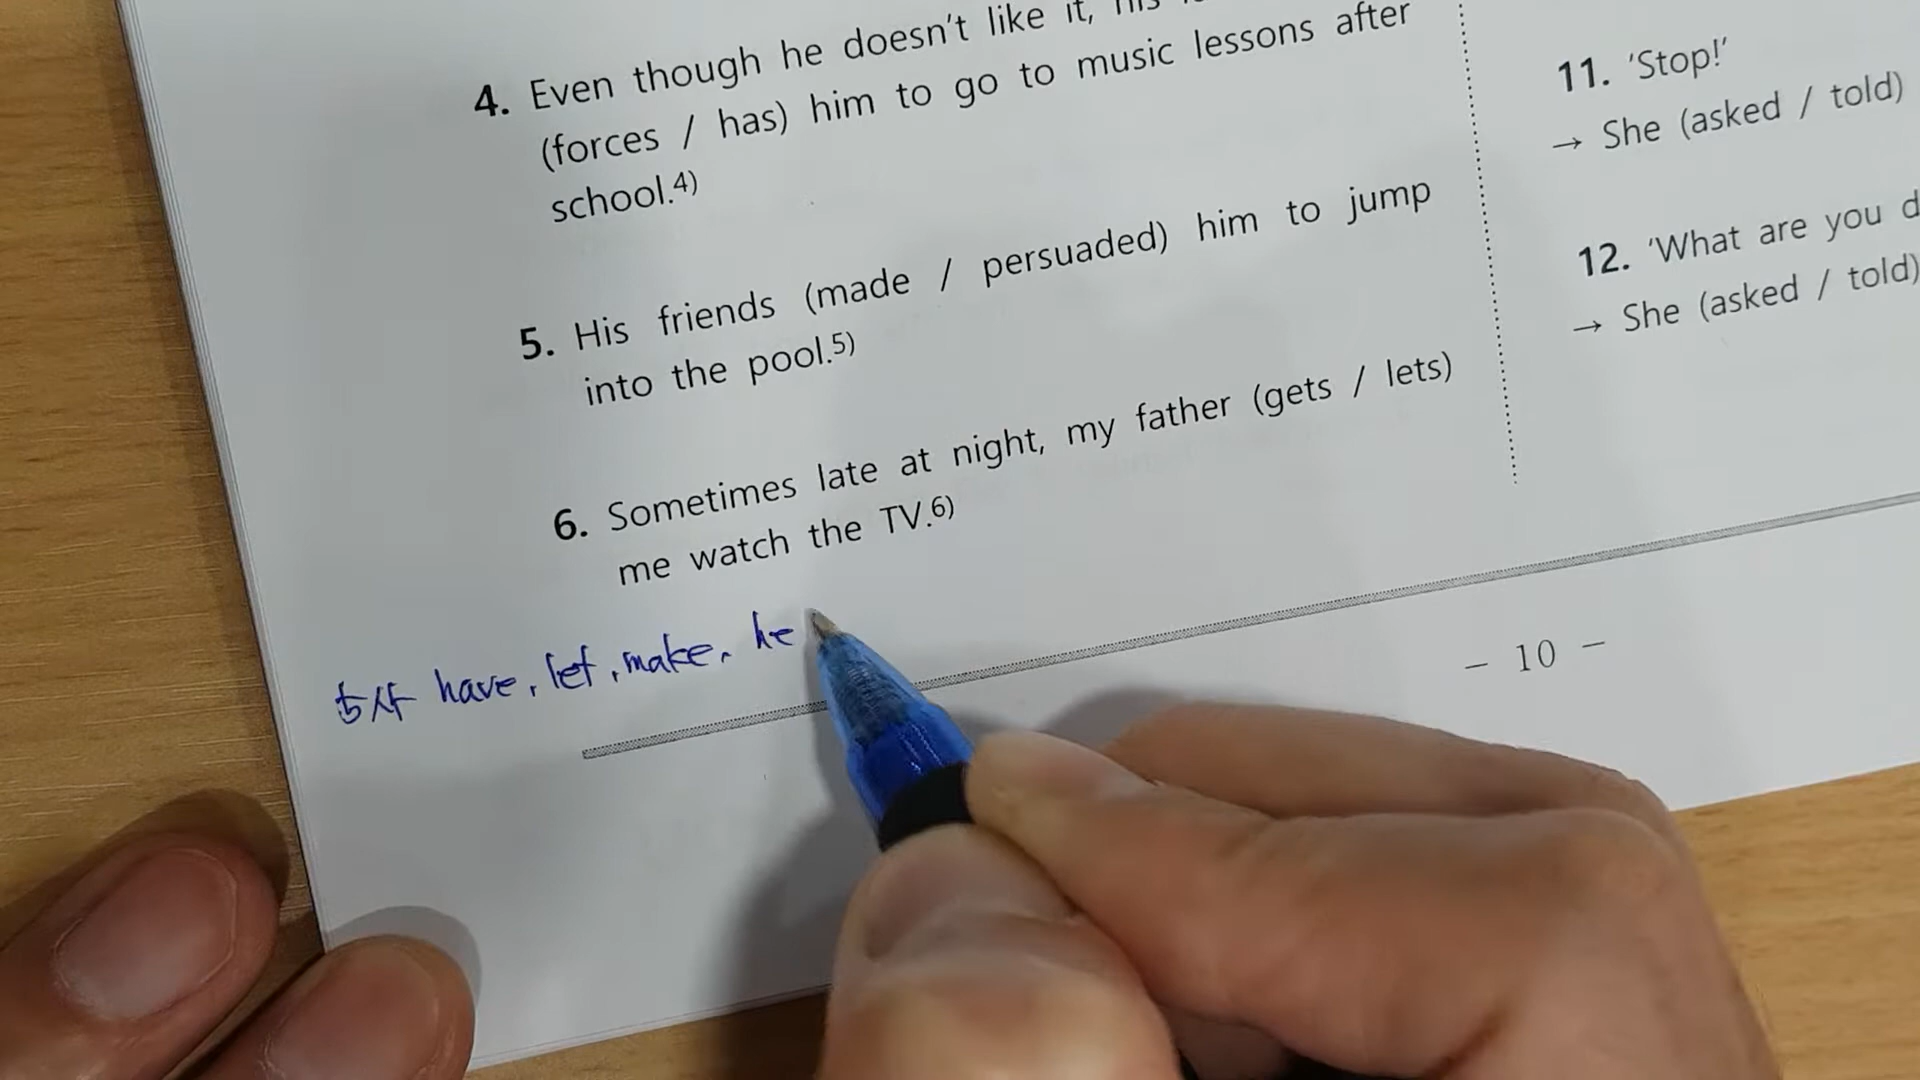 4. Even though he doesn't like it, his
(forces / has) him to go to music lessons after
school.4)
5. His friends (made / persuaded) him to jump
into the pool.5)
6. Sometimes late at night, my father (gets / lets)
me watch the TV.6)
have, let, make, he
11. 'Stop!'
→ She (asked / told)
12. 'What are you d
→ She (asked / told)
- 10 -